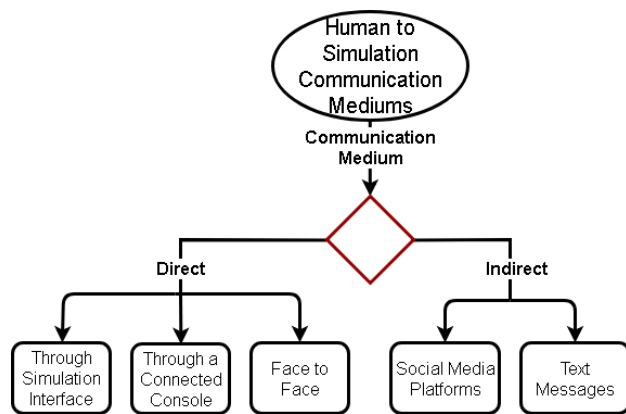 Human to
Simulation
Communication
Mediums
Communication
Medium
Direct
Indirect
Through
Simulation
Interface
Through a
Connected
Console
Face to
Face
Social Media
Platforms
Text
Messages